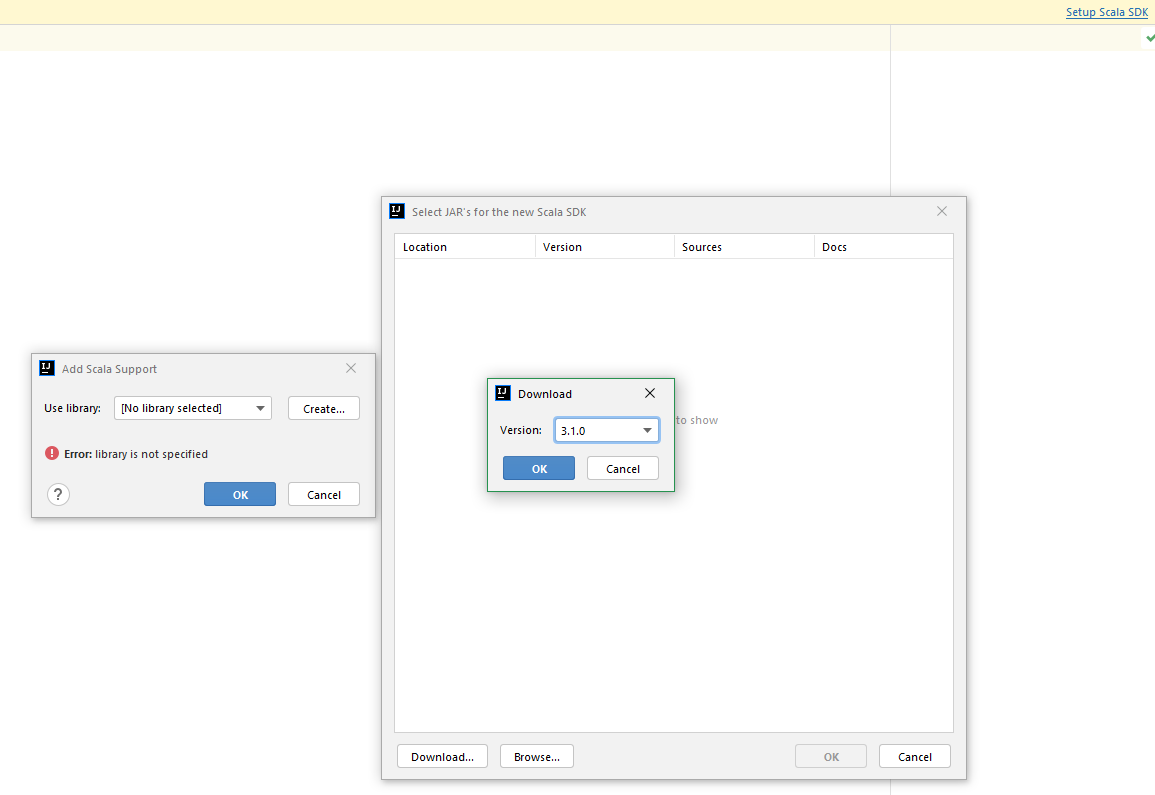 Setup Scala SDK
Select JAR's for the new Scala SDK
Location Version Sources Docs
Add Scala Support
Use library: [No library selected] Create...
Error: library is not specified
? OK Cancel
Download
to show
Version: 3.1.0
OK Cancel
Download... Browse... OK Cancel